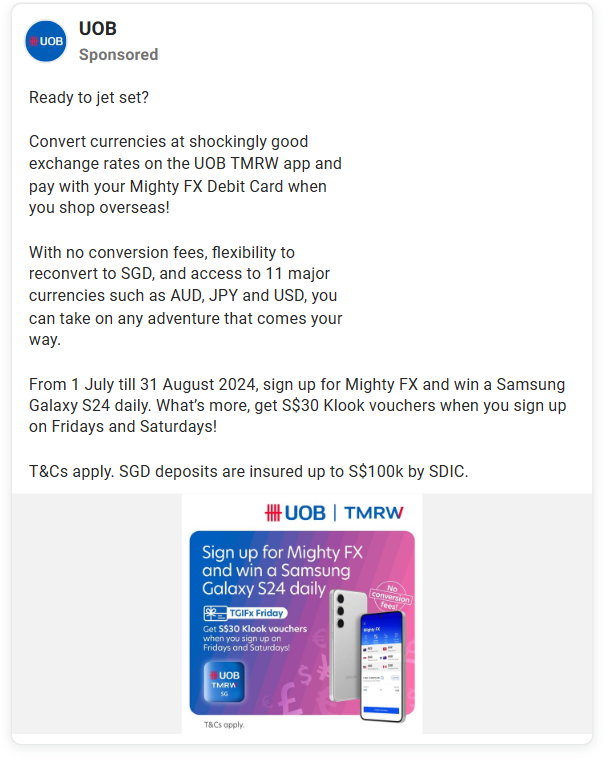 UOB
UOB
Sponsored
Ready to jet set?
Convert currencies at shockingly good
exchange rates on the UOB TMRW app and
pay with your Mighty FX Debit Card when
you shop overseas!
With no conversion fees, flexibility to
reconvert to SGD, and access to 11 major
currencies such as AUD, JPY and USD, you
can take on any adventure that comes your
way.
From 1 July till 31 August 2024, sign up for Mighty FX and win a Samsung
Galaxy S24 daily. What’s more, get S$30 Klook vouchers when you sign up
on Fridays and Saturdays!
T&Cs apply. SGD deposits are insured up to S$100k by SDIC.
UOB | TMRW
Sign up for Mighty FX
and win a Samsung
Galaxy S24 daily
No
conversion
fees!
TGIFx Friday
Get S$30 Klook vouchers
when you sign up on
Fridays and Saturdays!
Mighty FX
UOB
TMRW
SG
T&Cs apply.